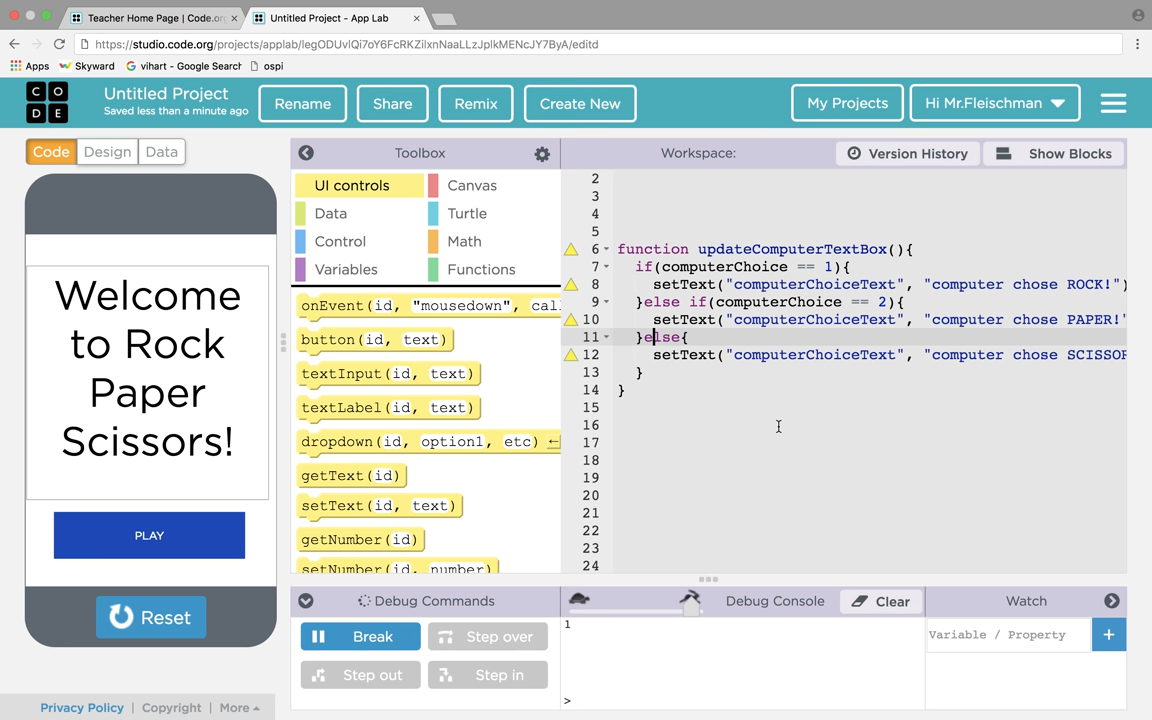 Teacher Home Page | Code.or
Untitled Project - App Lab
https://studio.code.org/projects/applab/legODUvlQi7oY6FcRKZilxnNaaLLzJplkMENcJY7ByA/editd
Apps Skyward vihart - Google Search ospi
C O D E
Untitled Project
Saved less than a minute ago
Rename
Share
Remix
Create New
My Projects
Hi Mr.Fleischman
Code Design Data
Toolbox
Workspace:
Version History
Show Blocks
Welcome
to Rock
Paper
Scissors!
PLAY
Reset
UI controls
Canvas
Data
Turtle
Control
Math
Variables
Functions
onEvent(id, "mousedown", cal
button(id, text)
textInput(id, text)
textLabel(id, text)
dropdown(id, option1, etc)
getText(id)
setText(id, text)
getNumber(id)
setNumber(id, number)
2
3
4
5
6 function updateComputerTextBox(){
7 if(computerChoice == 1){
8 setText("computerChoiceText", "computer chose ROCK!")
9 }else if(computerChoice == 2){
10 setText("computerChoiceText", "computer chose PAPER!"
11 }else{
12 setText("computerChoiceText", "computer chose SCISSOR
13 }
14 }
15
16
17
18
19
20
21
22
23
24
Debug Commands
Debug Console
Clear
Watch
Break
Step over
Step out
Step in
1
>
Variable / Property
+
Privacy Policy | Copyright | More